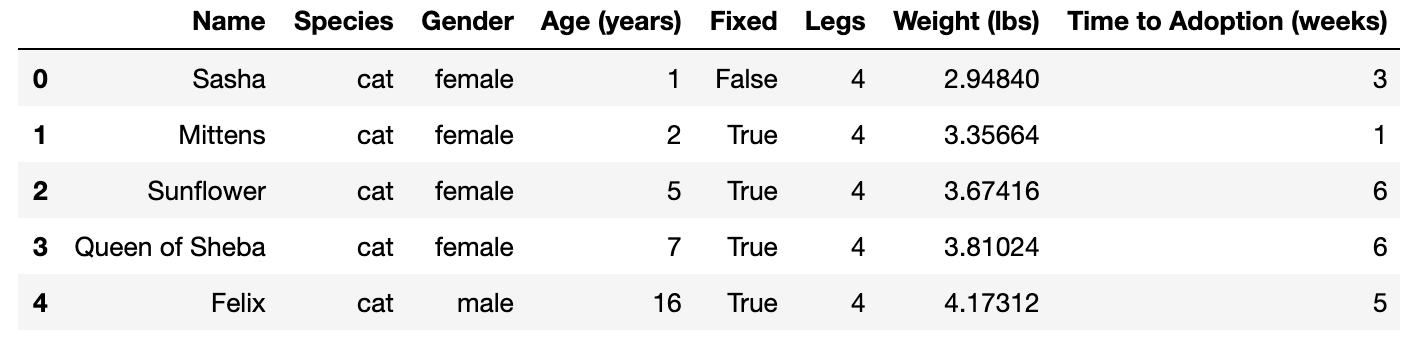 Name Species Gender Age (years) Fixed Legs Weight (lbs) Time to Adoption (weeks)
0 Sasha cat female 1 False 4 2.94840 3
1 Mittens cat female 2 True 4 3.35664 1
2 Sunflower cat female 5 True 4 3.67416 6
3 Queen of Sheba cat female 7 True 4 3.81024 6
4 Felix cat male 16 True 4 4.17312 5